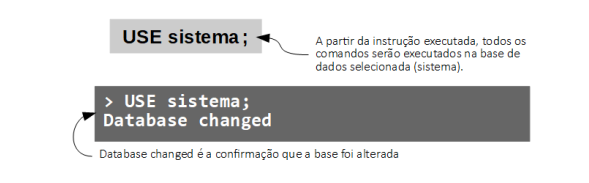 USE sistema;
A partir da instrução executada, todos os
comandos serão executados na base de
dados selecionada (sistema).
> USE sistema;
Database changed
Database changed é a confirmação que a base foi alterada